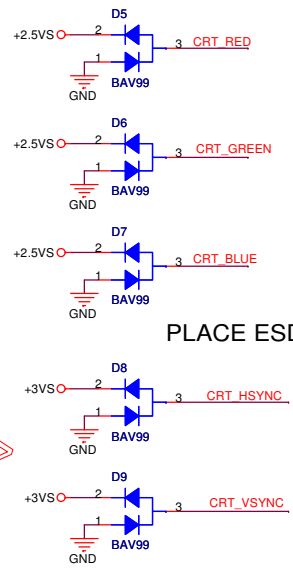 D5
+2.5VS 2 3 CRT_RED
1
GND BAV99
D6
+2.5VS 2 3 CRT_GREEN
1
GND BAV99
D7
+2.5VS 2 3 CRT_BLUE
1
GND BAV99
PLACE ESD
D8
+3VS 2 3 CRT_HSYNC
1
GND BAV99
D9
+3VS 2 3 CRT_VSYNC
1
GND BAV99